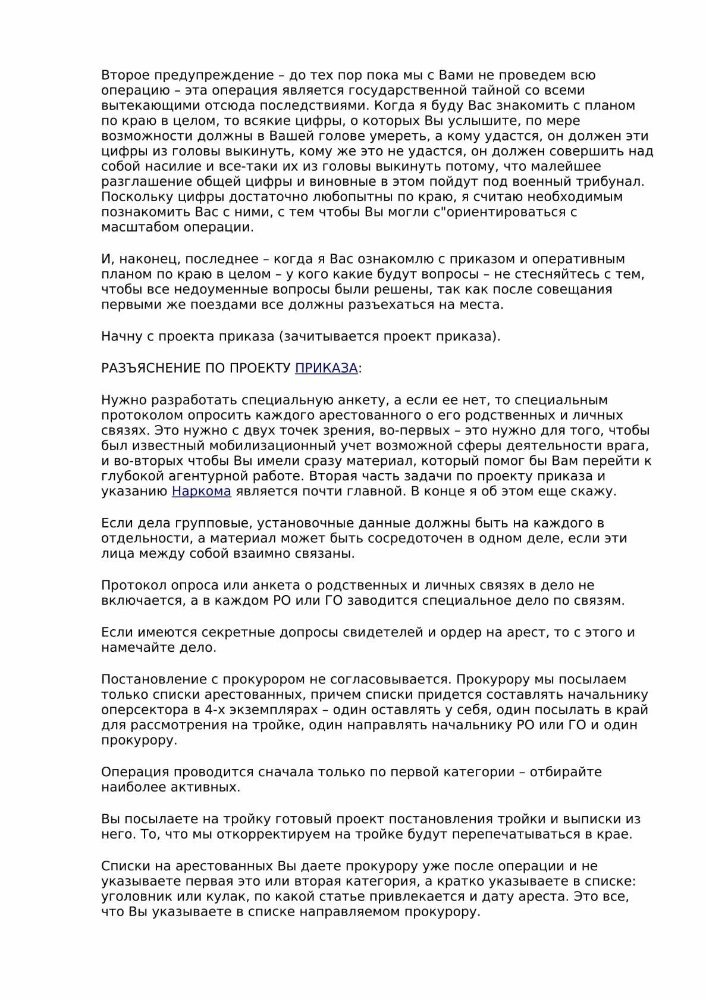 Второе предупреждение – до тех пор пока мы с Вами не проведем всю
операцию – эта операция является государственной тайной со всеми
вытекающими отсюда последствиями. Когда я буду Вас знакомить с планом
по краю в целом, то всякие цифры, о которых Вы услышите, по мере
возможности должны в Вашей голове умереть, а кому удастся, он должен эти
цифры из головы выкинуть, кому же это не удастся, он должен совершить над
собой насилие и все-таки их из головы выкинуть потому, что малейшее
разглашение общей цифры и виновные в этом пойдут под военный трибунал.
Поскольку цифры достаточно любопытны по краю, я считаю необходимым
познакомить Вас с ними, с тем чтобы Вы могли с"ориентироваться с
масштабом операции.
И, наконец, последнее – когда я Вас ознакомлю с приказом и оперативным
планом по краю в целом – у кого какие будут вопросы – не стесняйтесь с тем,
чтобы все недоуменные вопросы были решены, так как после совещания
первыми же поездами все должны разъехаться на места.
Начну с проекта приказа (зачитывается проект приказа).
РАЗЪЯСНЕНИЕ ПО ПРОЕКТУ ПРИКАЗА:
Нужно разработать специальную анкету, а если ее нет, то специальным
протоколом опросить каждого арестованного о его родственных и личных
связях. Это нужно с двух точек зрения, во-первых – это нужно для того, чтобы
был известный мобилизационный учет возможной сферы деятельности врага,
и во-вторых чтобы Вы имели сразу материал, который помог бы Вам перейти к
глубокой агентурной работе. Вторая часть задачи по проекту приказа и
указанию Наркома является почти главной. В конце я об этом еще скажу.
Если дела групповые, установочные данные должны быть на каждого в
отдельности, а материал может быть сосредоточен в одном деле, если эти
лица между собой взаимно связаны.
Протокол опроса или анкета о родственных и личных связях в дело не
включается, а в каждом РО или ГО заводится специальное дело по связям.
Если имеются секретные допросы свидетелей и ордер на арест, то с этого и
намечайте дело.
Постановление с прокурором не согласовывается. Прокурору мы посылаем
только списки арестованных, причем списки придется составлять начальнику
оперсектора в 4-х экземплярах – один оставлять у себя, один посылать в край
для рассмотрения на тройке, один направлять начальнику РО или ГО и один
прокурору.
Операция проводится сначала только по первой категории – отбирайте
наиболее активных.
Вы посылаете на тройку готовый проект постановления тройки и выписки из
него. То, что мы откорректируем на тройке будут перепечатываться в крае.
Списки на арестованных Вы даете прокурору уже после операции и не
указываете первая это или вторая категория, а кратко указываете в списке:
уголовник или кулак, по какой статье привлекается и дату ареста. Это все,
что Вы указываете в списке направляемом прокурору.